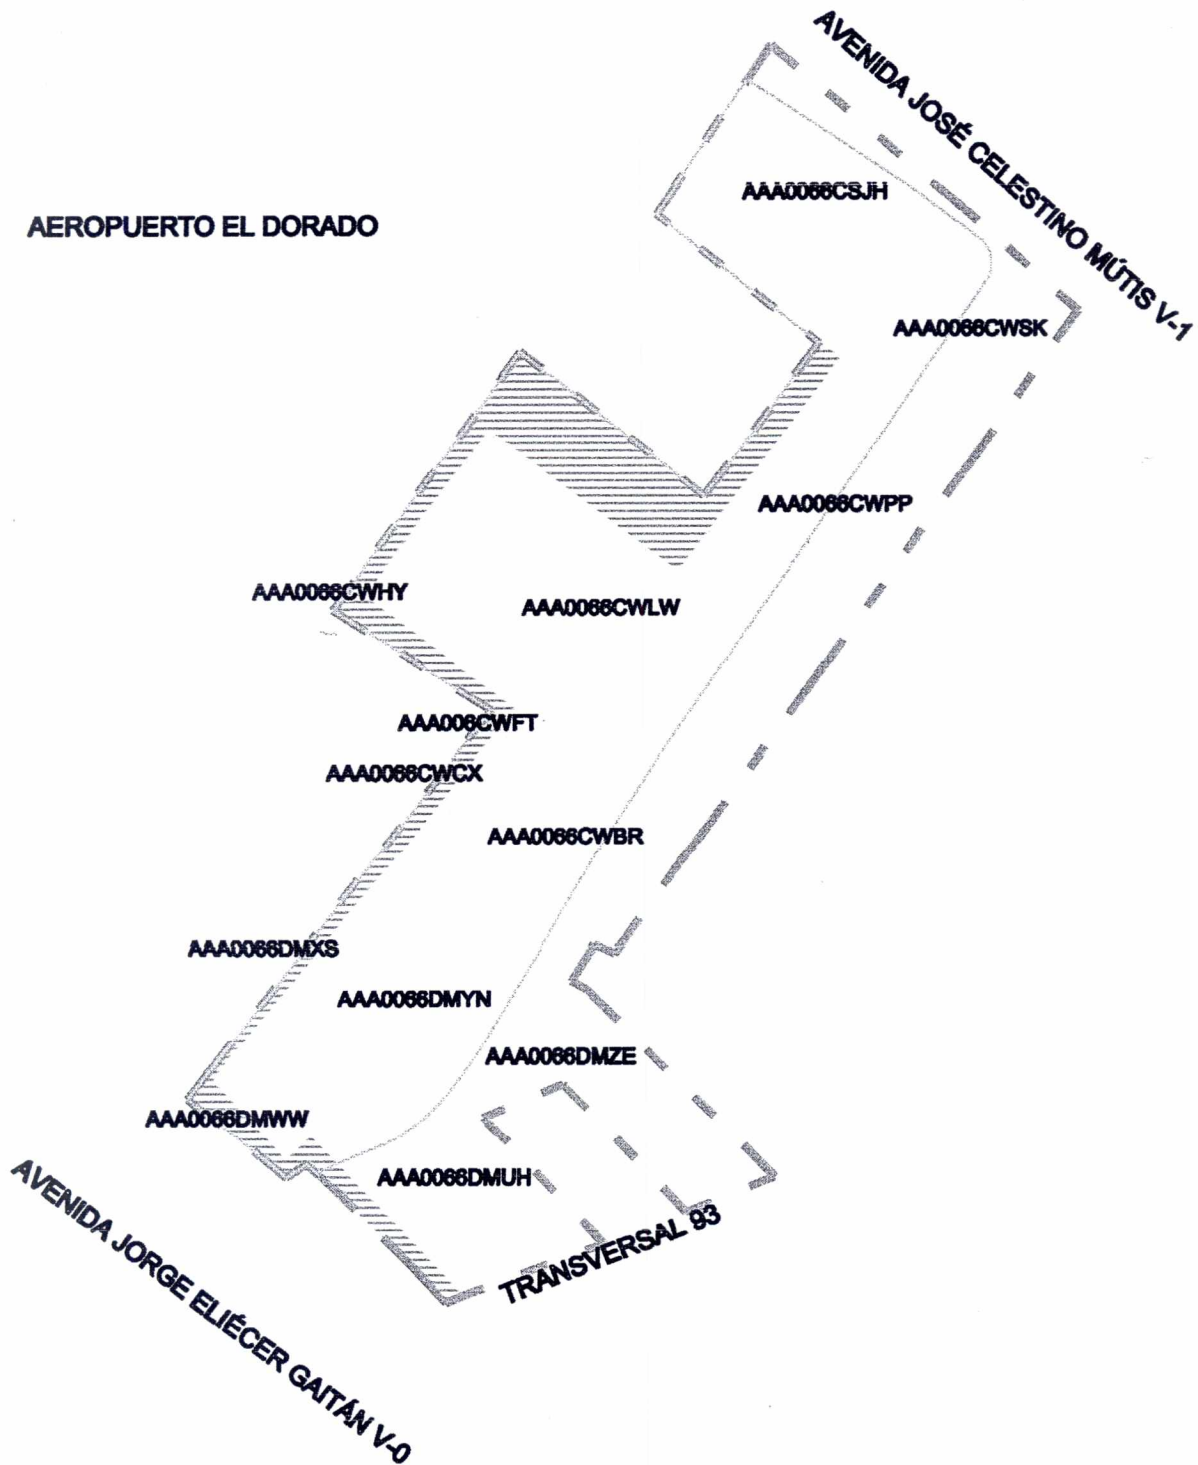 AVENIDA JOSÉ CELESTINO MÚTIS V-1
AAA0066CSJH
AEROPUERTO EL DORADO
AAA0066CWSK
AAA0066CWPP
AAA0066CWHY
AAA0066CWLW
AAA006CWFT
AAA0066CWCX
AAA0066CWBR
AAA0066DMXS
AAA0066DMYN
AAA0066DMZE
AAA0066DMWW
AAA0066DMUH
TRANSVERSAL 93
AVENIDA JORGE ELIÉCER GAITÁN V-0